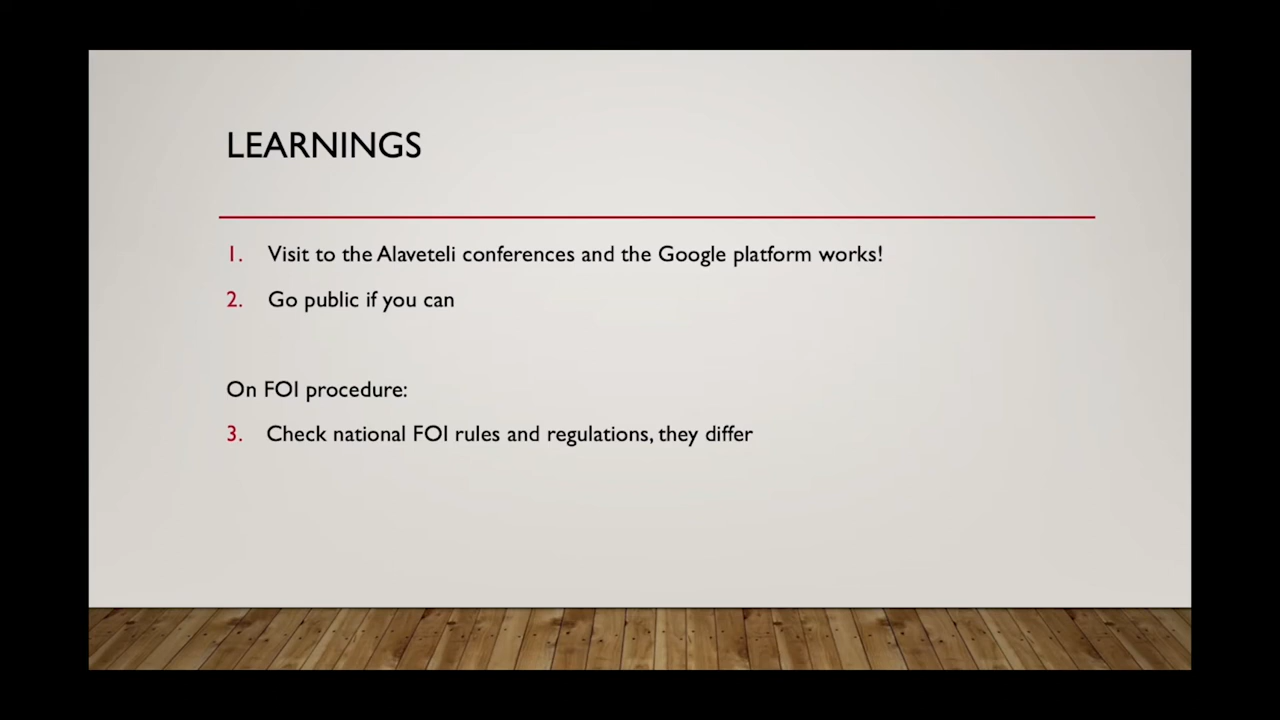 LEARNINGS
1. Visit to the Alaveteli conferences and the Google platform works!
2. Go public if you can
On FOI procedure:
3. Check national FOI rules and regulations, they differ